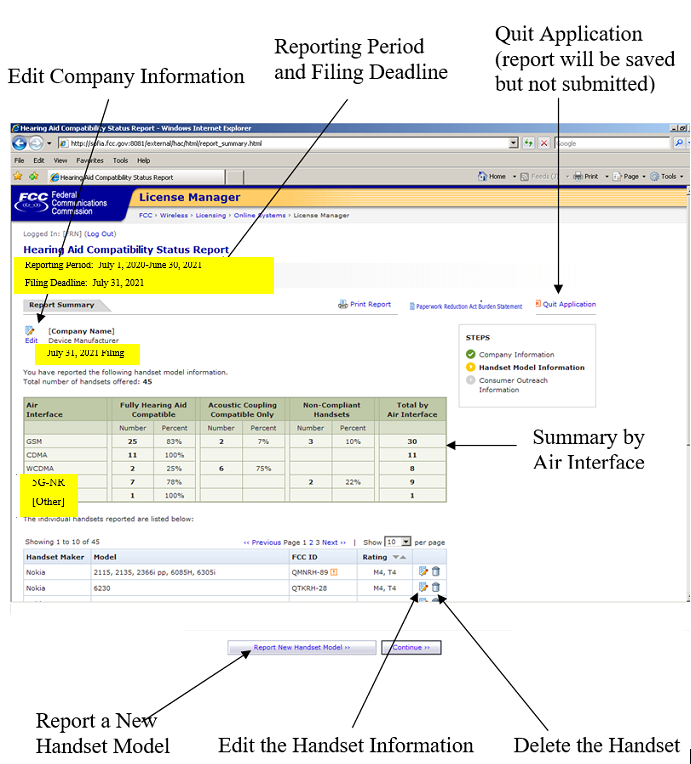 Quit Application
(report will be saved
but not submitted)
Reporting Period
and Filing Deadline
Edit Company Information
Hearing Aid Compatibility Status Report - Windows Internet Explorer
http://sofia.fcc.gov:8081/external/hac/html/report_summary.html
Google
File Edit View Favorites Tools Help
Hearing Aid Compatibility Status Report
Home Feeds Print Page Tools
FCC Federal Communications Commission
License Manager
FCC > Wireless > Licensing > Online Systems > License Manager
Logged In: [FRN] (Log Out)
Hearing Aid Compatibility Status Report
Reporting Period: July 1, 2020-June 30, 2021
Filing Deadline: July 31, 2021
Report Summary
Print Report Paperwork Reduction Act Burden Statement Quit Application
[Company Name]
Edit Device Manufacturer
July 31, 2021 Filing
STEPS
Company Information
Handset Model Information
Consumer Outreach
Information
You have reported the following handset model information.
Total number of handsets offered: 45
Air Interface Fully Hearing Aid Compatible Acoustic Coupling Compatible Only Non-Compliant Handsets Total by Air Interface
Number Percent Number Percent Number Percent
GSM 25 83% 2 7% 3 10% 30
CDMA 11 100% 11
WCDMA 2 25% 6 75% 8
5G-NR 7 78% 2 22% 9
[Other] 1 100% 1
Summary by
Air Interface
The individual handsets reported are listed below:
Showing 1 to 10 of 45 ‹‹ Previous Page 1 2 3 Next ›› | Show 10 per page
Handset Maker Model FCC ID Rating
Nokia 2115, 2135, 2366i pp, 6085H, 6305i QMNRH-89 M4, T4
Nokia 6230 QTKRH-28 M4, T4
Report New Handset Model ›› Continue ››
Report a New
Handset Model
Edit the Handset Information
Delete the Handset